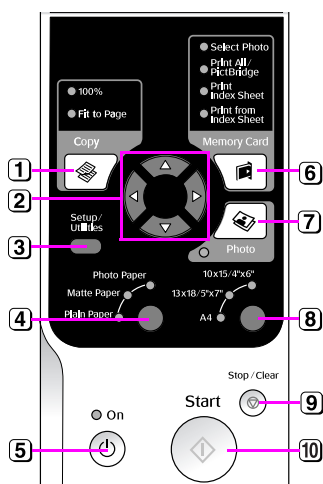 Select Photo
Print All/
PictBridge
Print
Index Sheet
Print from
Index Sheet
100%
Fit to Page
Copy
Memory Card
1
6
2
7
Setup/
Utilities
3
Photo
Photo Paper
Matte Paper
Plain Paper
10x15/4"x6"
13x18/5"x7"
A4
4
8
Stop/Clear
9
Start
On
5
10